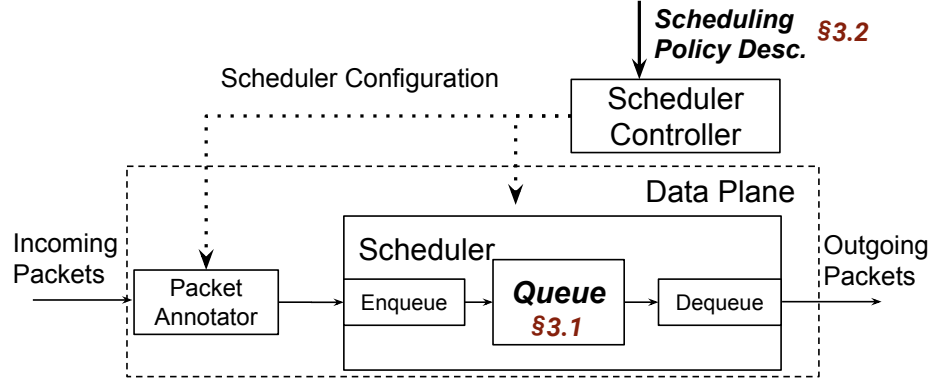 Scheduling §3.2
Policy Desc.
Scheduler Configuration
Scheduler
Controller
Data Plane
Incoming
Packets
Scheduler
Outgoing
Packets
Packet
Annotator
Enqueue
Queue
§3.1
Dequeue